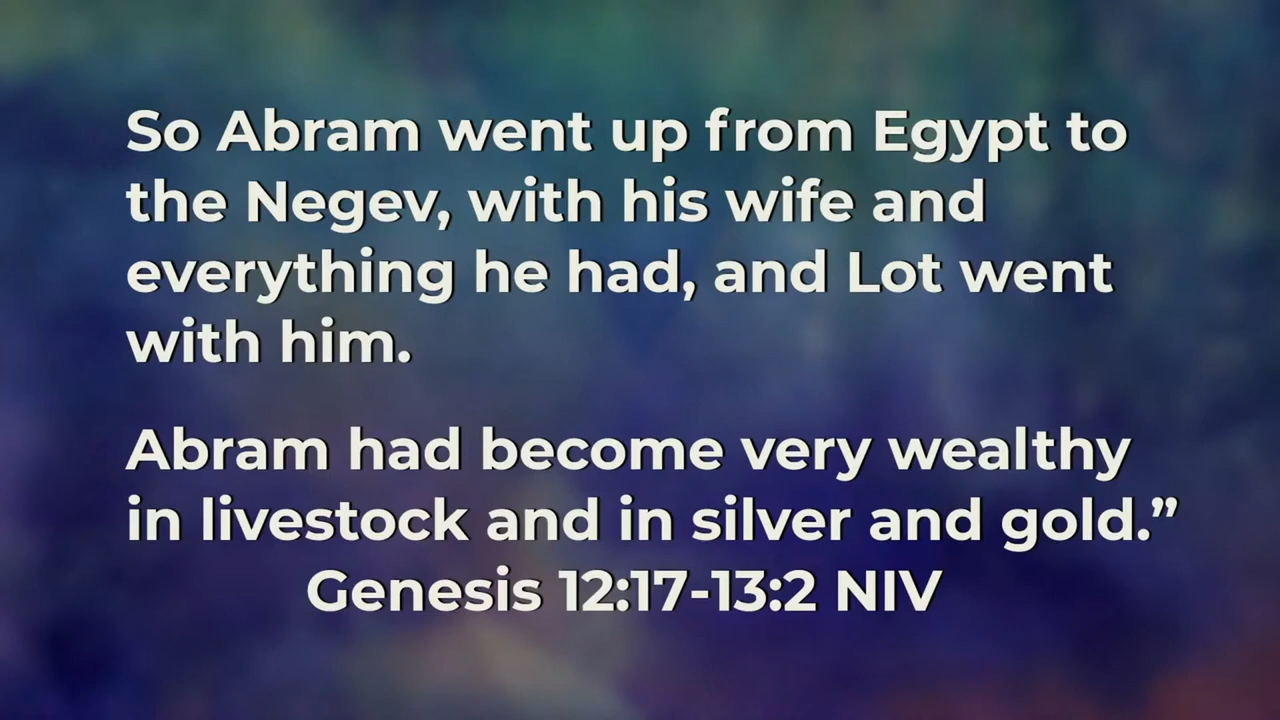 So Abram went up from Egypt to
the Negev, with his wife and
everything he had, and Lot went
with him.
Abram had become very wealthy
in livestock and in silver and gold.”
Genesis 12:17-13:2 NIV